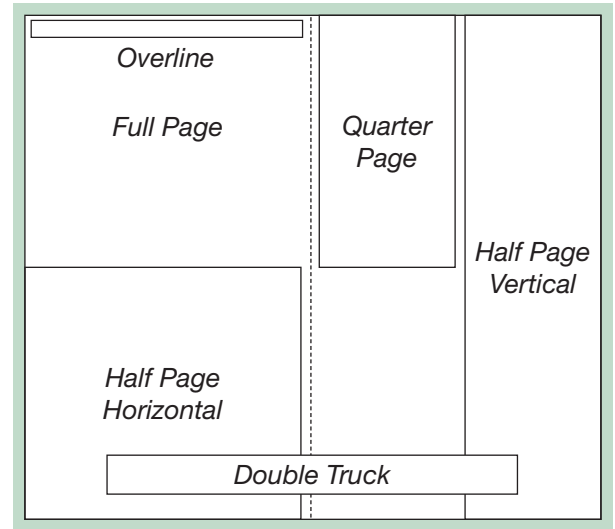 Overline
Full Page
Quarter
Page
Half Page
Vertical
Half Page
Horizontal
Double Truck